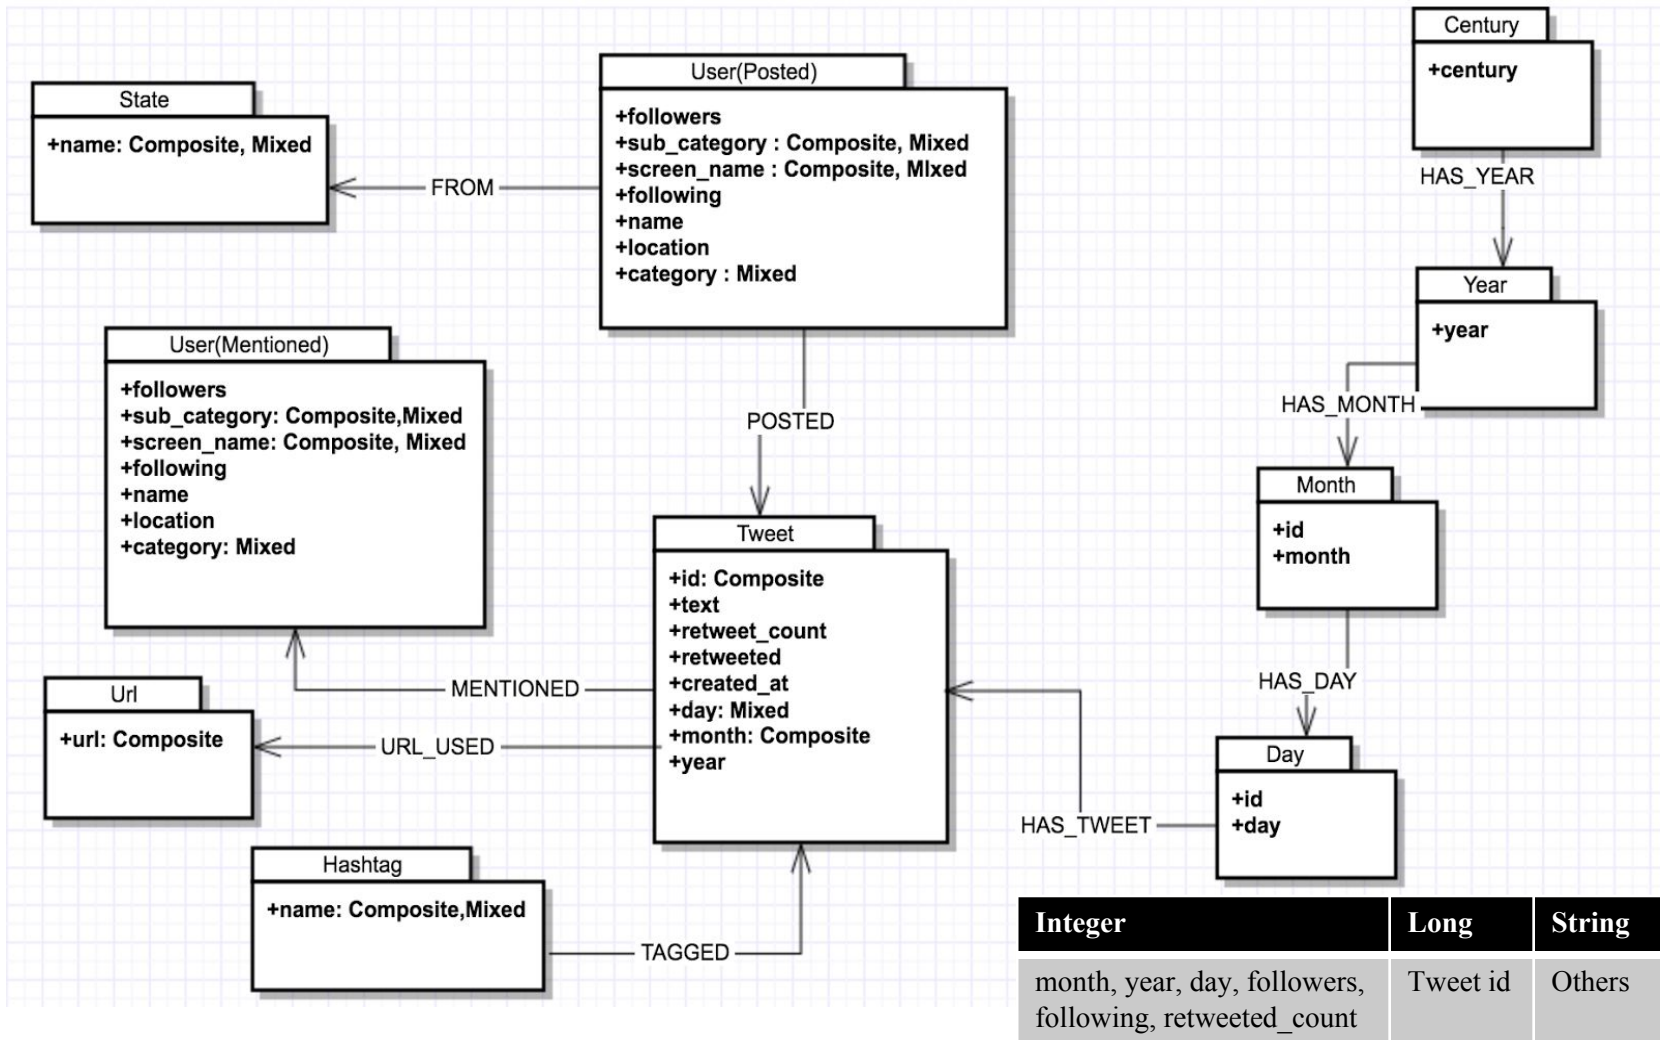 State
+name: Composite, Mixed
FROM
User(Posted)
+followers
+sub_category : Composite, Mixed
+screen_name : Composite, MIxed
+following
+name
+location
+category : Mixed
Century
+century
HAS_YEAR
Year
+year
HAS_MONTH
Month
+id
+month
HAS_DAY
Day
+id
+day
HAS_TWEET
User(Mentioned)
+followers
+sub_category: Composite,Mixed
+screen_name: Composite, Mixed
+following
+name
+location
+category: Mixed
POSTED
Tweet
+id: Composite
+text
+retweet_count
+retweeted
+created_at
+day: Mixed
+month: Composite
+year
MENTIONED
Url
+url: Composite
URL_USED
Hashtag
+name: Composite,Mixed
TAGGED
Integer Long String
month, year, day, followers, Tweet id Others
following, retweeted_count